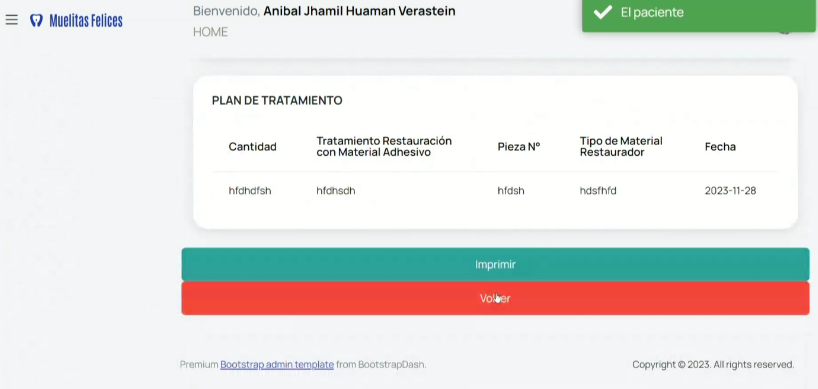 Muelitas Felices
Bienvenido, Anibal Jhamil Huaman Verastein
HOME
El paciente
PLAN DE TRATAMIENTO
Cantidad
Tratamiento Restauración
con Material Adhesivo
Pieza N°
Tipo de Material
Restaurador
Fecha
hfdhdfsh
hfdhsdh
hfdsh
hdsfhfd
2023-11-28
Imprimir
Volver
Premium Bootstrap admin template from BootstrapDash.
Copyright © 2023. All rights reserved.